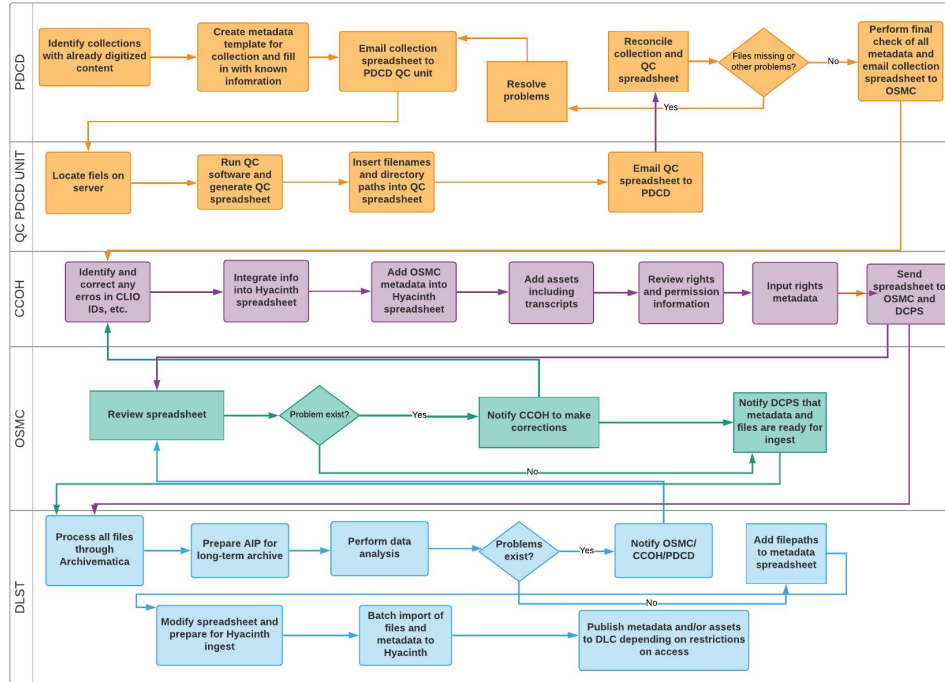 PDCD
Identify collections
with already digitized
content
Create metadata
template for
collection and fill
in with known
infomration
Email collection
spreadsheet to
PDCD QC unit
Resolve
problems
Reconcile
collection and
QC
spreadsheet
Files missing or
other problems?
No
Yes
Perform final
check of all
metadata and
email collection
spreadsheet to
OSMC
QC PDCD UNIT
Locate fiels on
server
Run QC
software and
generate QC
spreadsheet
Insert filenames
and directory
paths into QC
spreadsheet
Email QC
spreadsheet to
PDCD
CCOH
Identify and
correct any
erros in CLIO
IDs, etc.
Integrate info
into Hyacinth
spreadsheet
Add OSMC
metadata into
Hyacinth
spreadsheet
Add assets
including
transcripts
Review rights
and permission
information
Input rights
metadata
Send
spreadsheet to
OSMC and
DCPS
OSMC
Review spreadsheet
Problem exist?
Yes
No
Notify CCOH to make
corrections
Notify DCPS that
metadata and
files are ready for
ingest
DLST
Process all files
through
Archivematica
Prepare AIP for
long-term archive
Perform data
analysis
Problems
exist?
Yes
No
Notify OSMC/
CCOH/PDCD
Add filepaths
to metadata
spreadsheet
Modify spreadsheet and
prepare for Hyacinth
ingest
Batch import of
files and
metadata to
Hyacinth
Publish metadata and/or assets
to DLC depending on restrictions
on access